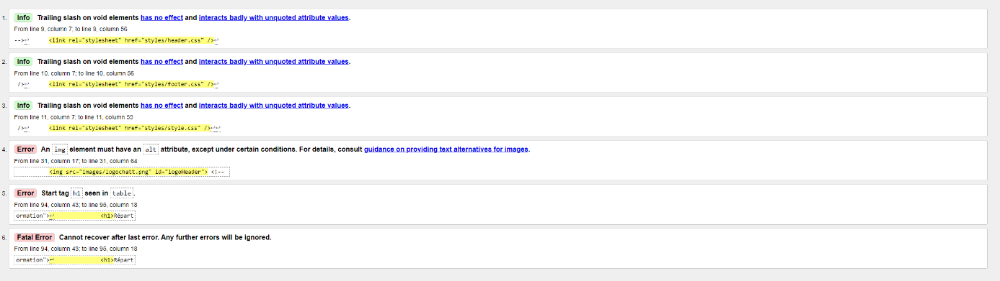 1. Info Trailing slash on void elements has no effect and interacts badly with unquoted attribute values.
From line 9, column 7; to line 9, column 56
-->↩ <link rel="stylesheet" href="styles/header.css" />↩
2. Info Trailing slash on void elements has no effect and interacts badly with unquoted attribute values.
From line 10, column 7; to line 10, column 56
/>↩ <link rel="stylesheet" href="styles/footer.css" />↩
3. Info Trailing slash on void elements has no effect and interacts badly with unquoted attribute values.
From line 11, column 7; to line 11, column 55
/>↩ <link rel="stylesheet" href="styles/style.css" />↩↩
4. Error An img element must have an alt attribute, except under certain conditions. For details, consult guidance on providing text alternatives for images.
From line 31, column 17; to line 31, column 64
<img src="images/logochatt.png" id="logoHeader"> <!--
5. Error Start tag h1 seen in table.
From line 94, column 43; to line 95, column 18
ormation">↩ <h1>Répart
6. Fatal Error Cannot recover after last error. Any further errors will be ignored.
From line 94, column 43; to line 95, column 18
ormation">↩ <h1>Répart